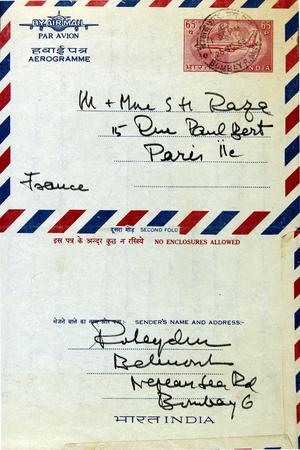 BY AIR MAIL
PAR AVION
हवाई पत्र
AEROGRAMME
65 65
भारत INDIA
M + Mme S H Raza
15 Rue Paul Bert
Paris 11e
France
दूसरा मोड़ SECOND FOLD
इस पत्र के अन्दर कुछ न रखिये NO ENCLOSURES ALLOWED
भेजने वाले का नाम और पता:- SENDER'S NAME AND ADDRESS:-
Belmont
Nepean Sea Rd
Bombay 6
भारत INDIA